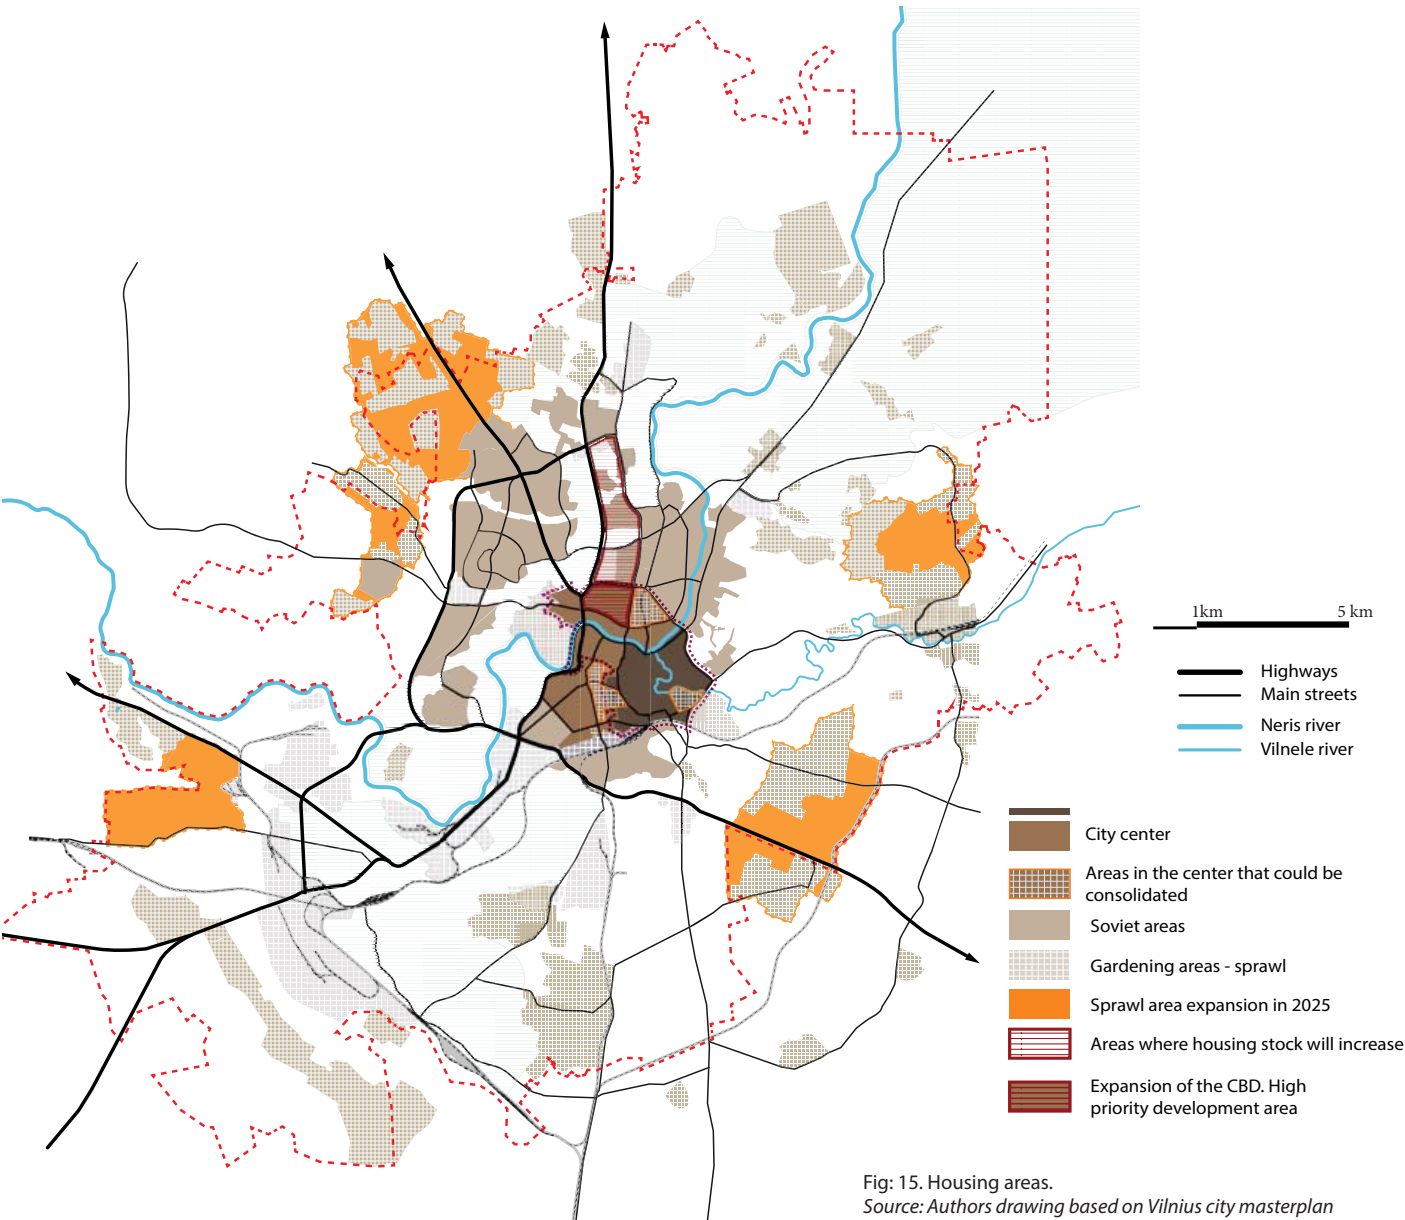 1km 5 km
Highways
Main streets
Neris river
Vilnele river
City center
Areas in the center that could be
consolidated
Soviet areas
Gardening areas - sprawl
Sprawl area expansion in 2025
Areas where housing stock will increase
Expansion of the CBD. High
priority development area
Fig: 15. Housing areas.
Source: Authors drawing based on Vilnius city masterplan